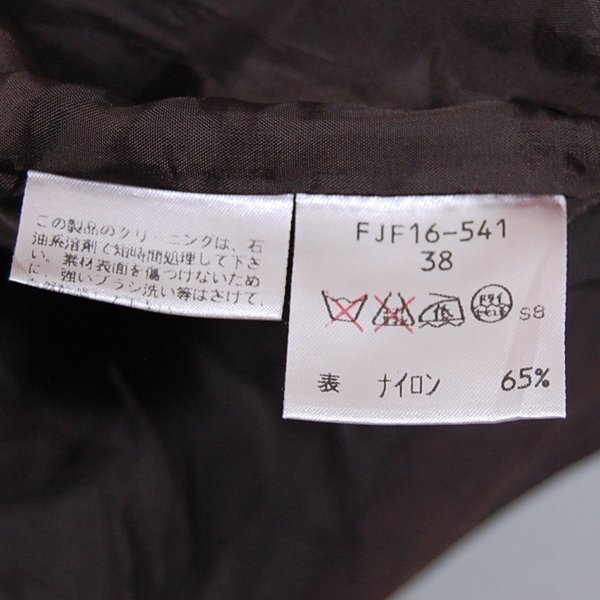 この製品のクリーニングは、石
油系溶剤で短時間処理して下さ
い。素材表面を傷つけないため
に、強いブラシ洗い等はさけて、
FJF16-541
38
S8
表 ナイロン 65%